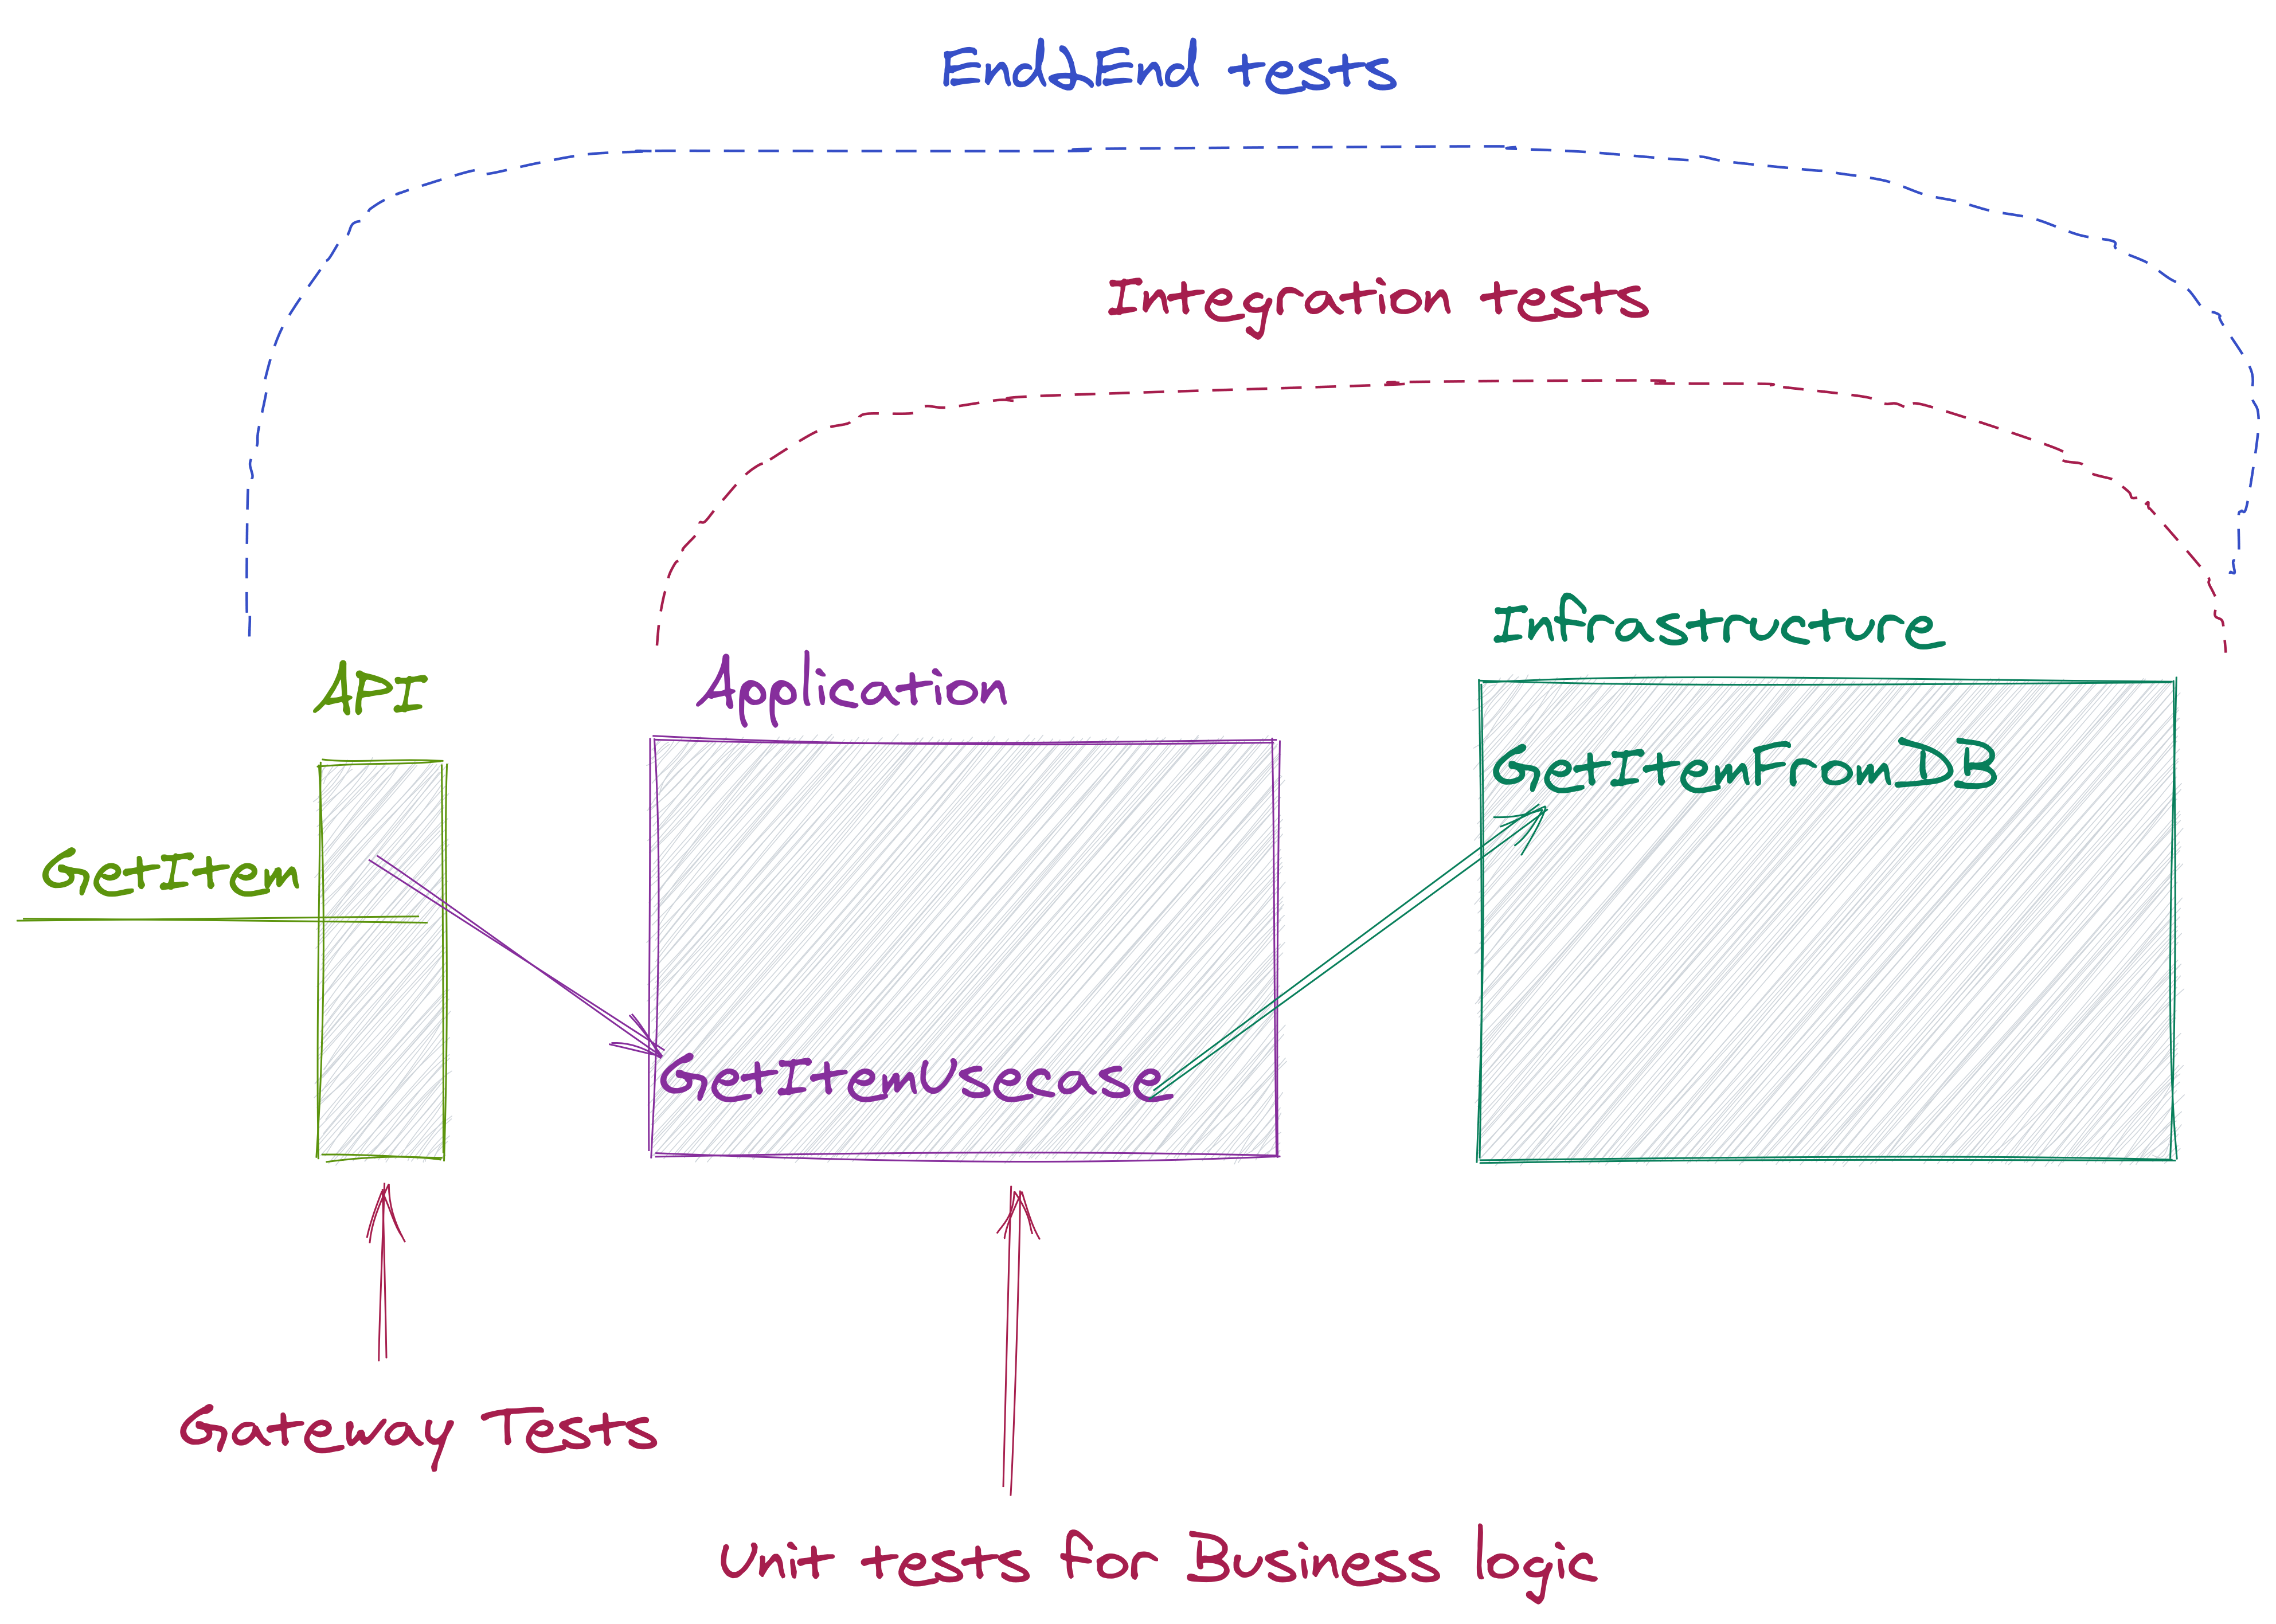 End2End tests
Integration tests
Infrastructure
API
Application
GetItemFromDB
GetItem
GetItemUsecase
Gateway Tests
Unit tests for Business logic